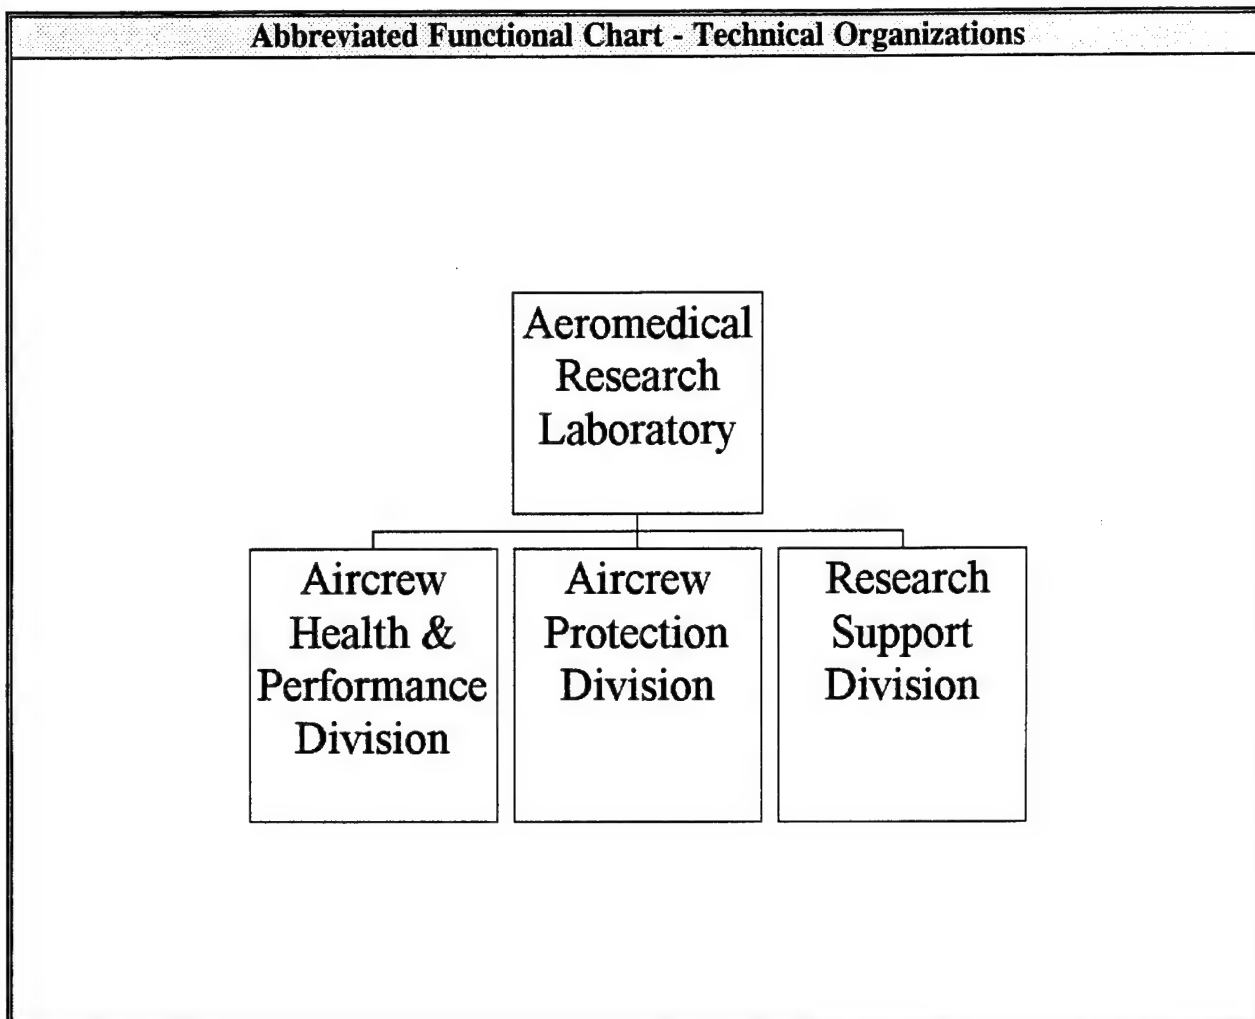 Abbreviated Functional Chart - Technical Organizations
Aeromedical
Research
Laboratory
Aircrew
Health &
Performance
Division
Aircrew
Protection
Division
Research
Support
Division